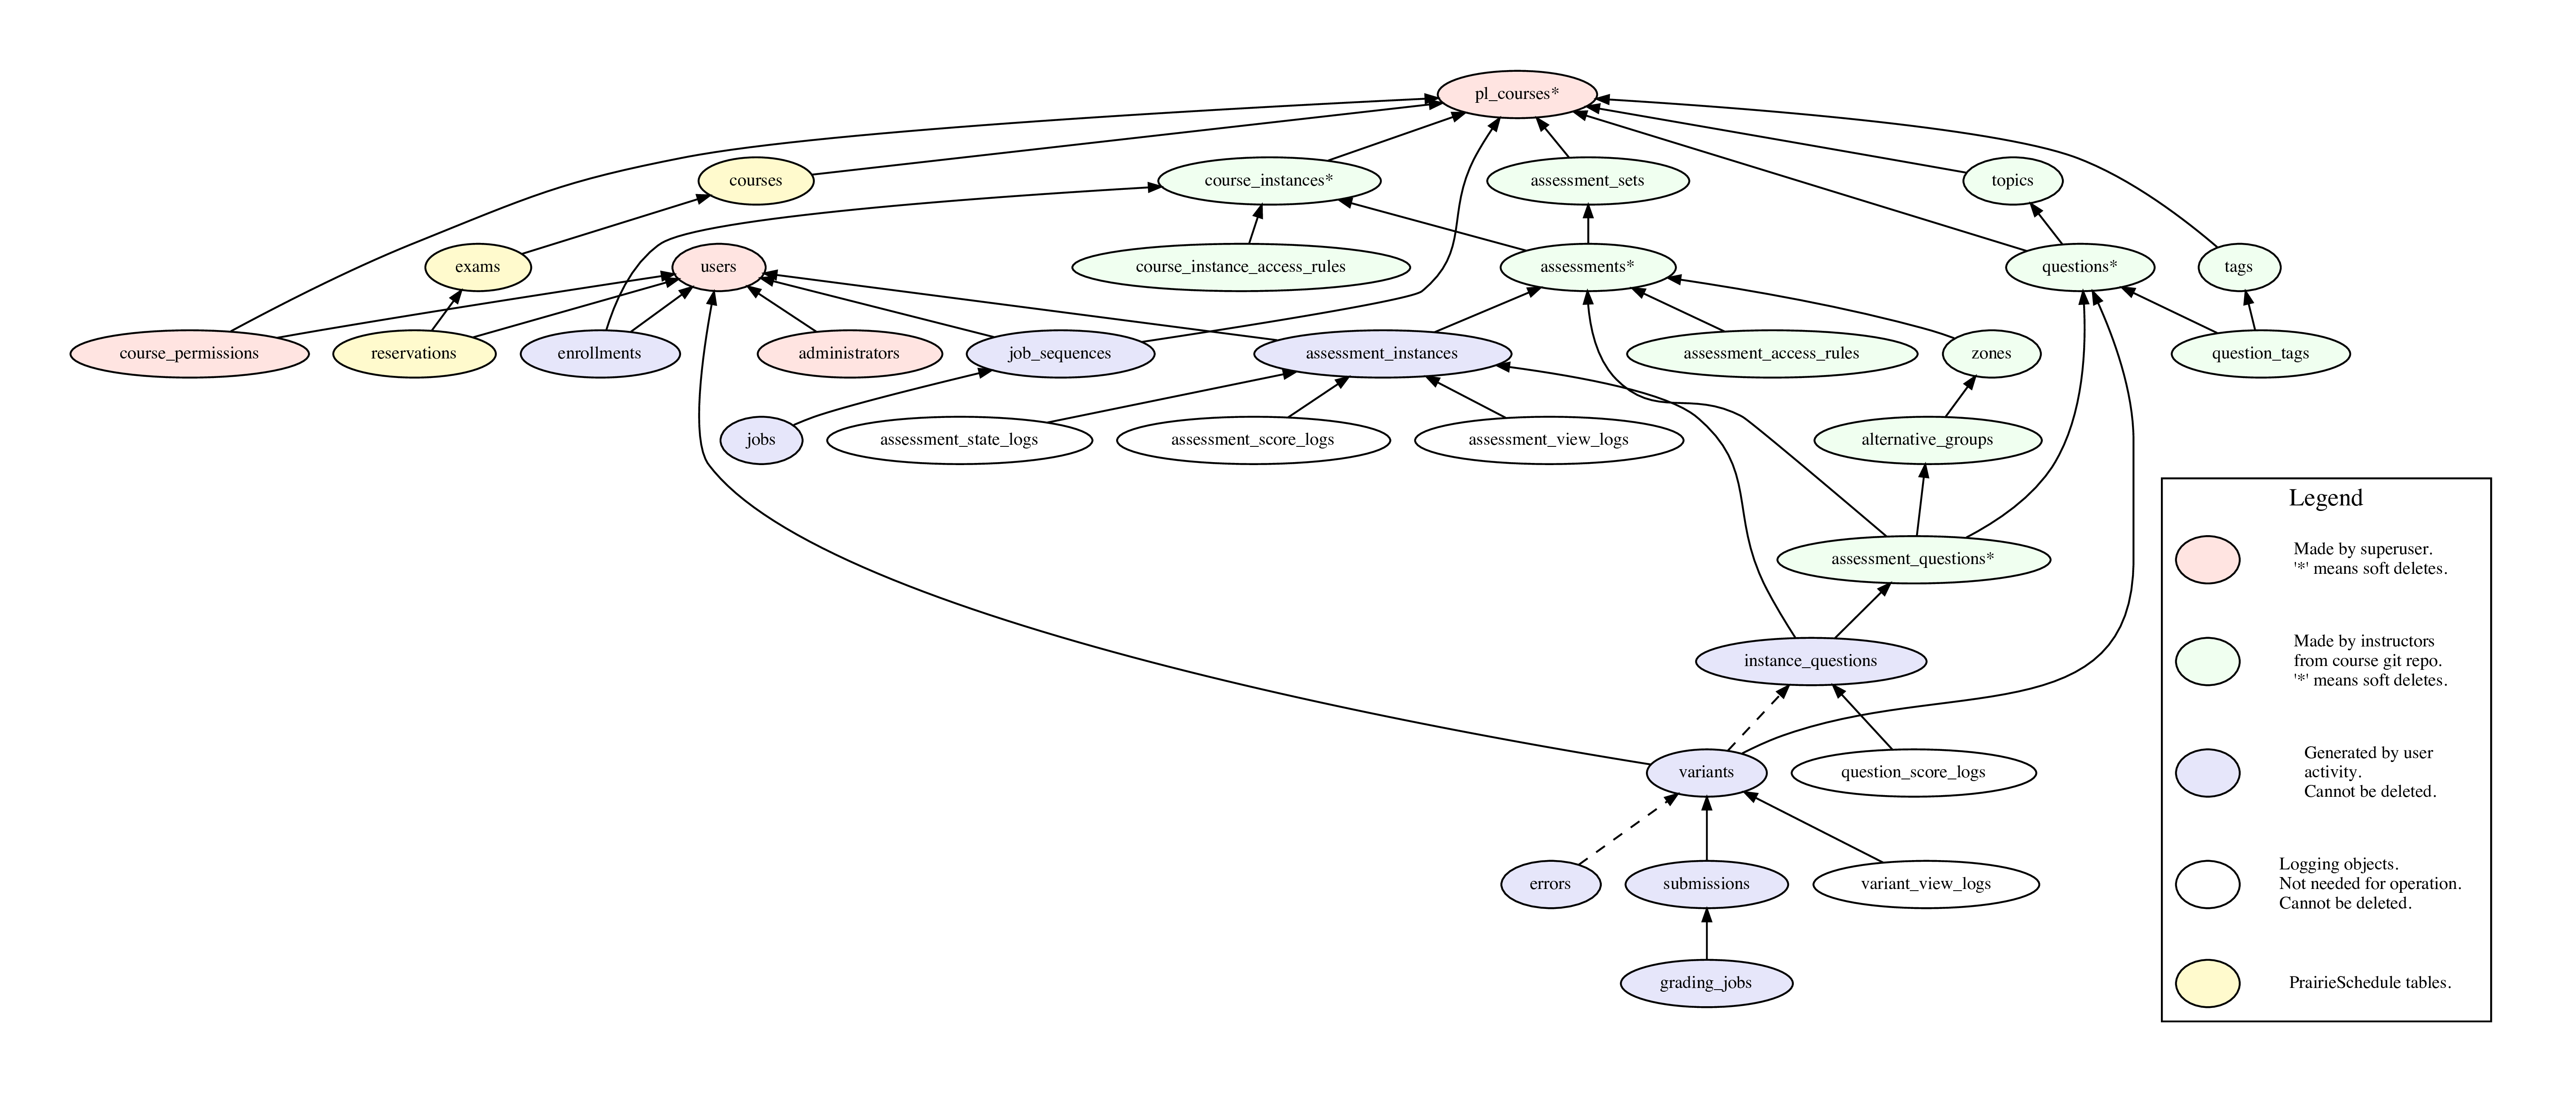 pl_courses*
courses
course_instances*
assessment_sets
topics
exams
users
course_instance_access_rules
assessments*
questions*
tags
course_permissions
reservations
enrollments
administrators
job_sequences
assessment_instances
assessment_access_rules
zones
question_tags
jobs
assessment_state_logs
assessment_score_logs
assessment_view_logs
alternative_groups
assessment_questions*
instance_questions
variants
question_score_logs
errors
submissions
variant_view_logs
grading_jobs
Legend
Made by superuser.
'*' means soft deletes.
Made by instructors
from course git repo.
'*' means soft deletes.
Generated by user
activity.
Cannot be deleted.
Logging objects.
Not needed for operation.
Cannot be deleted.
PrairieSchedule tables.